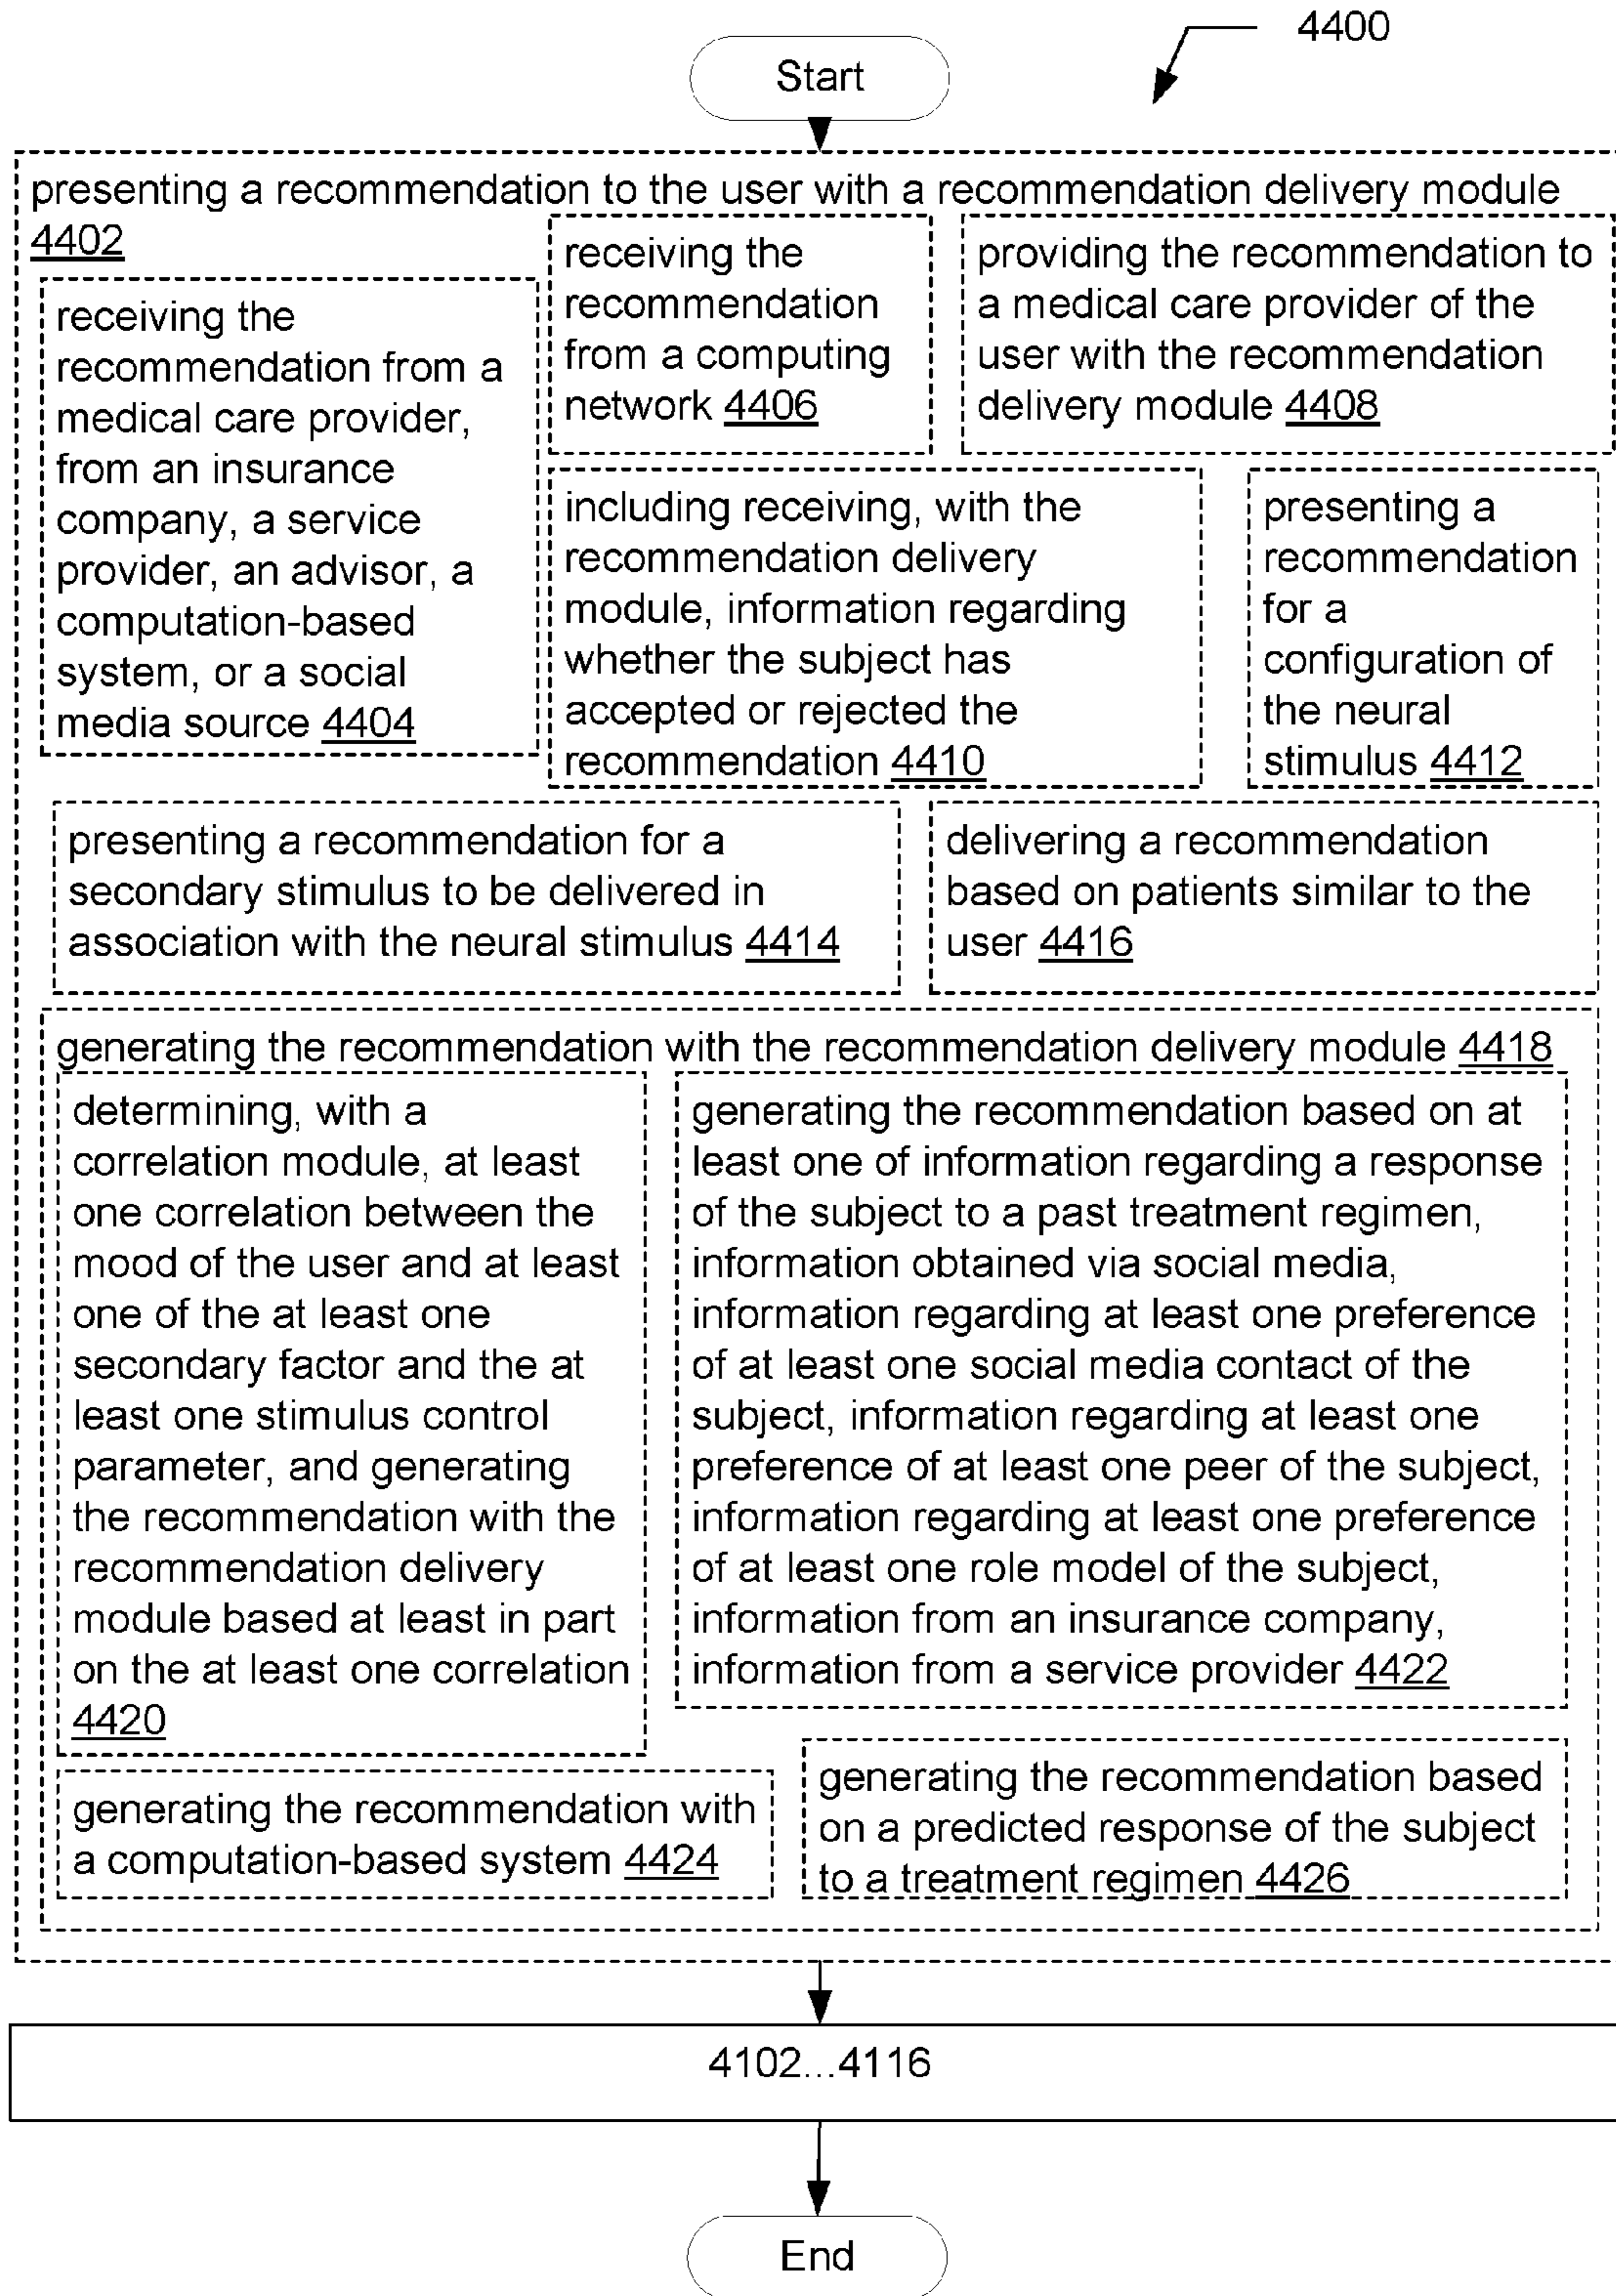 4400
Start
presenting a recommendation to the user with a recommendation delivery module
4402
receiving the
recommendation from a
medical care provider,
from an insurance
company, a service
provider, an advisor, a
computation-based
system, or a social
media source 4404
receiving the
recommendation
from a computing
network 4406
providing the recommendation to
a medical care provider of the
user with the recommendation
delivery module 4408
including receiving, with the
recommendation delivery
module, information regarding
whether the subject has
accepted or rejected the
recommendation 4410
presenting a
recommendation
for a
configuration of
the neural
stimulus 4412
presenting a recommendation for a
secondary stimulus to be delivered in
association with the neural stimulus 4414
delivering a recommendation
based on patients similar to the
user 4416
generating the recommendation with the recommendation delivery module 4418
determining, with a
correlation module, at least
one correlation between the
mood of the user and at least
one of the at least one
secondary factor and the at
least one stimulus control
parameter, and generating
the recommendation with the
recommendation delivery
module based at least in part
on the at least one correlation
4420
generating the recommendation based on at
least one of information regarding a response
of the subject to a past treatment regimen,
information obtained via social media,
information regarding at least one preference
of at least one social media contact of the
subject, information regarding at least one
preference of at least one peer of the subject,
information regarding at least one preference
of at least one role model of the subject,
information from an insurance company,
information from a service provider 4422
generating the recommendation with
a computation-based system 4424
generating the recommendation based
on a predicted response of the subject
to a treatment regimen 4426
4102...4116
End